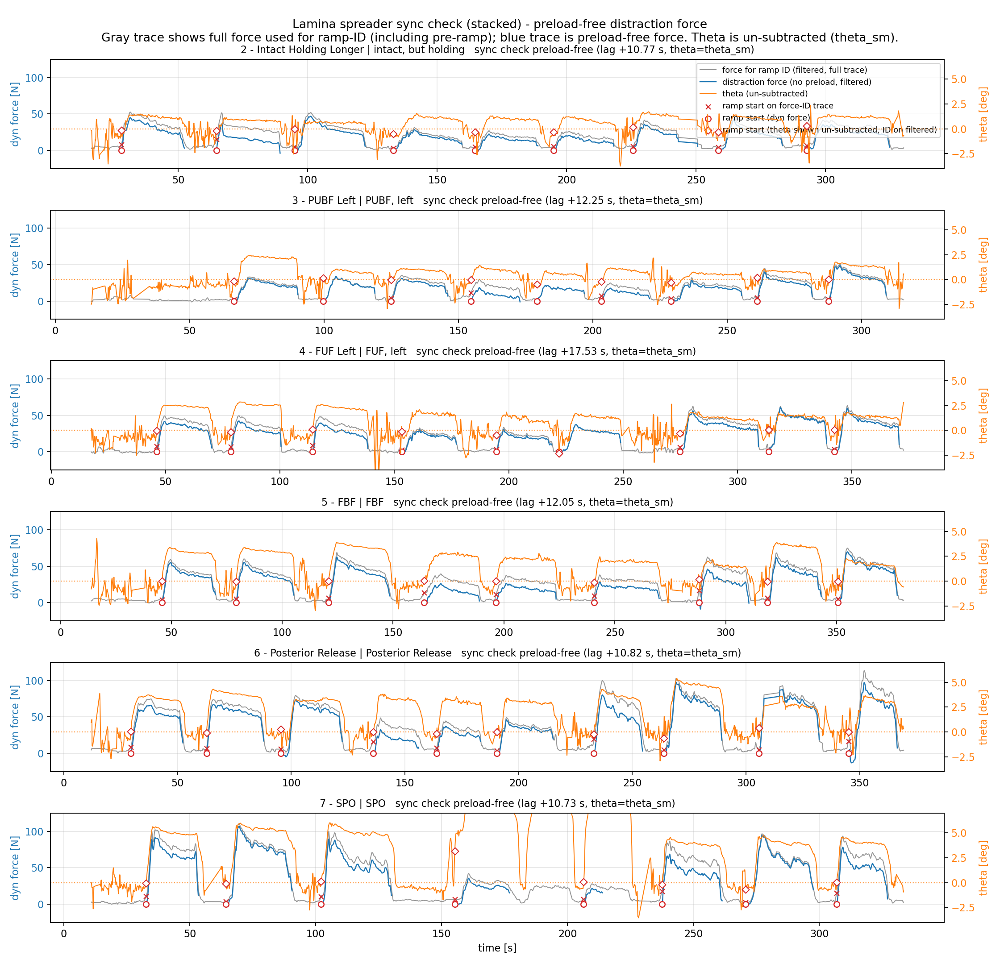 Lamina spreader sync check (stacked) - preload-free distraction force
Gray trace shows full force used for ramp-ID (including pre-ramp); blue trace is preload-free force. Theta is un-subtracted (theta_sm).
2 - Intact Holding Longer | intact, but holding   sync check preload-free (lag +10.77 s, theta=theta_sm)
dyn force [N]
100
50
0
force for ramp ID (filtered, full trace)
distraction force (no preload, filtered)
theta (un-subtracted)
ramp start on force-ID trace
ramp start (dyn force)
ramp start (theta shown un-subtracted, ID on filtered)
5.0
2.5
0.0
−2.5
theta [deg]
50 100 150 200 250 300
3 - PUBF Left | PUBF, left   sync check preload-free (lag +12.25 s, theta=theta_sm)
dyn force [N]
100
50
0
5.0
2.5
0.0
−2.5
theta [deg]
0 50 100 150 200 250 300
4 - FUF Left | FUF, left   sync check preload-free (lag +17.53 s, theta=theta_sm)
dyn force [N]
100
50
0
5.0
2.5
0.0
−2.5
theta [deg]
0 50 100 150 200 250 300 350
5 - FBF | FBF   sync check preload-free (lag +12.05 s, theta=theta_sm)
dyn force [N]
100
50
0
5.0
2.5
0.0
−2.5
theta [deg]
0 50 100 150 200 250 300 350
6 - Posterior Release | Posterior Release   sync check preload-free (lag +10.82 s, theta=theta_sm)
dyn force [N]
100
50
0
5.0
2.5
0.0
−2.5
theta [deg]
0 50 100 150 200 250 300 350
7 - SPO | SPO   sync check preload-free (lag +10.73 s, theta=theta_sm)
dyn force [N]
100
50
0
5.0
2.5
0.0
−2.5
theta [deg]
0 50 100 150 200 250 300
time [s]